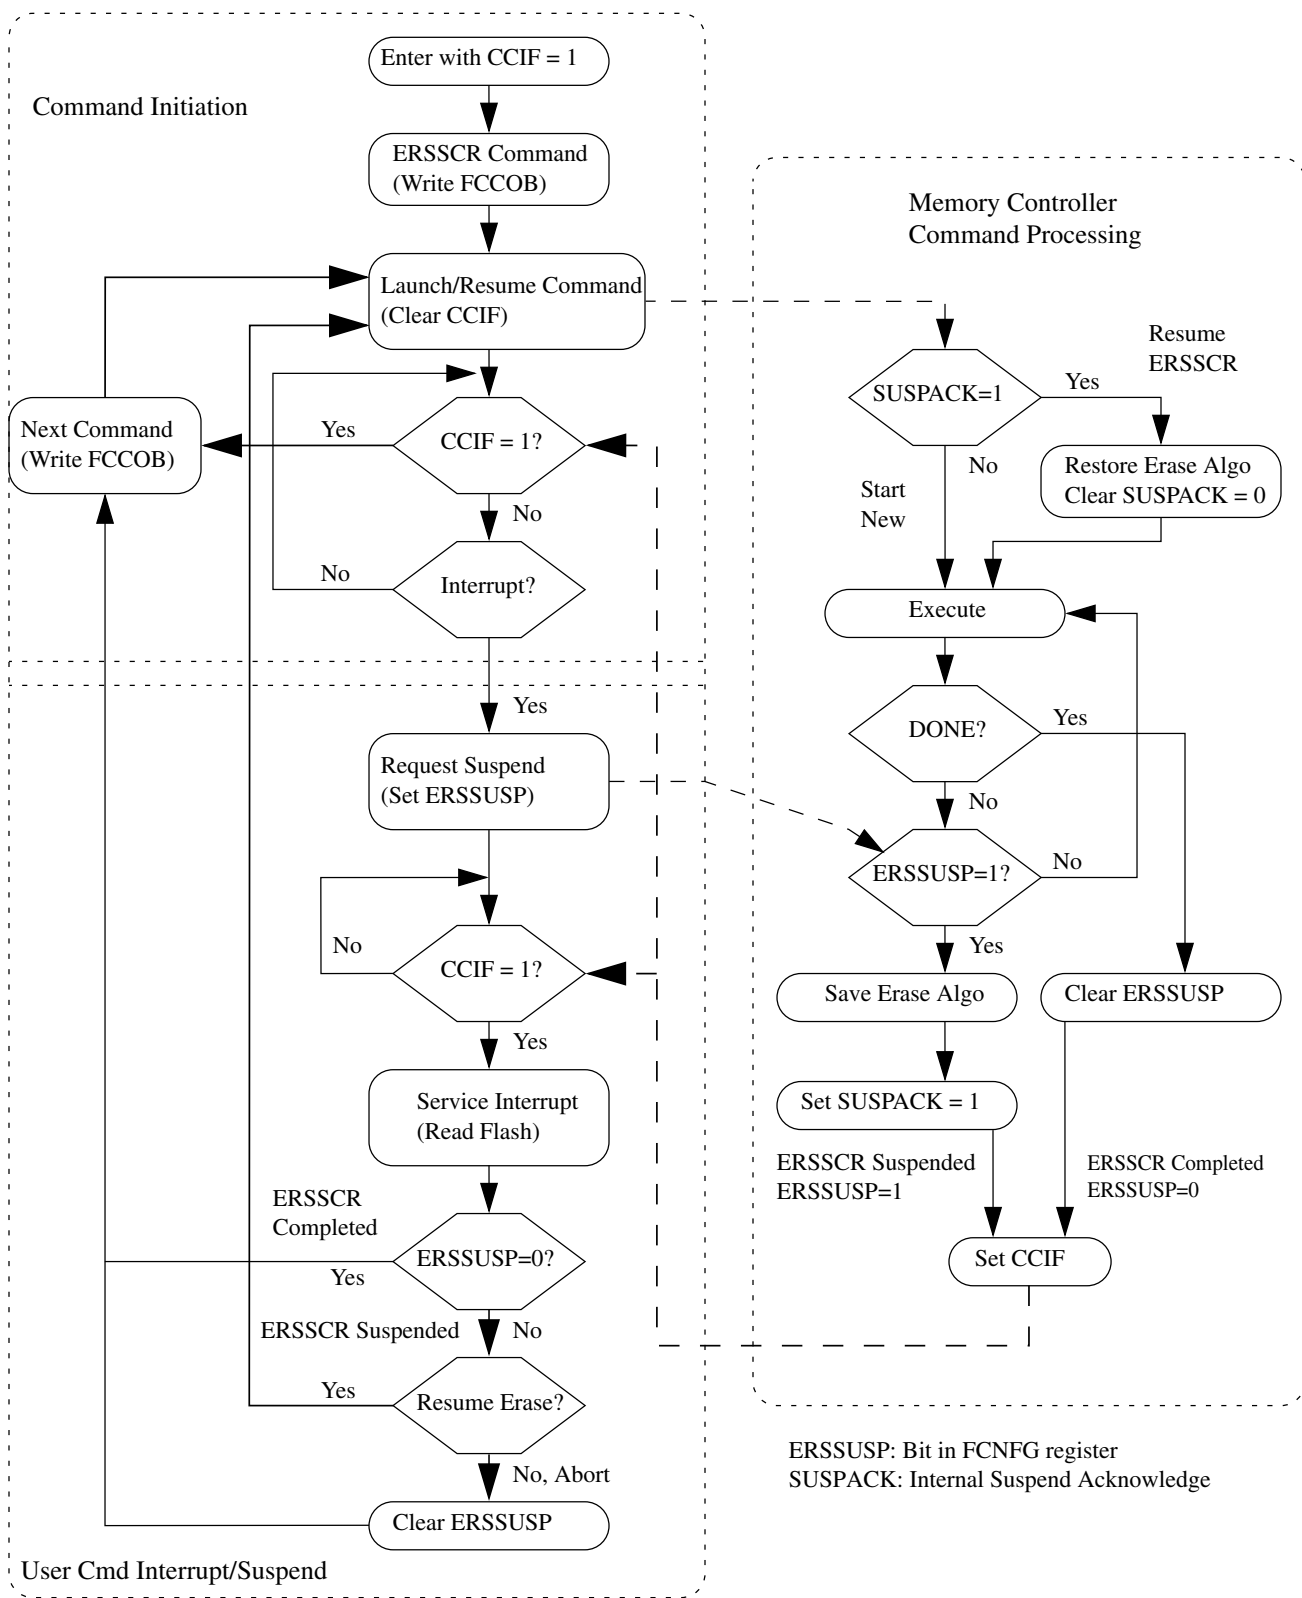 Enter with CCIF = 1
Command Initiation
ERSSCR Command
(Write FCCOB)
Memory Controller
Command Processing
Launch/Resume Command
(Clear CCIF)
Resume
ERSSCR
SUSPACK=1
Yes
Next Command
(Write FCCOB)
Yes
CCIF = 1?
No
Restore Erase Algo
Clear SUSPACK = 0
Start
New
No
No
Interrupt?
Execute
Yes
DONE?
Yes
Request Suspend
(Set ERSSUSP)
No
ERSSUSP=1?
No
No
CCIF = 1?
Yes
Save Erase Algo
Clear ERSSUSP
Yes
Service Interrupt
(Read Flash)
Set SUSPACK = 1
ERSSCR Suspended
ERSSUSP=1
ERSSCR Completed
ERSSUSP=0
ERSSCR
Completed
ERSSUSP=0?
Yes
Set CCIF
ERSSCR Suspended
No
Yes
Resume Erase?
No, Abort
ERSSUSP: Bit in FCNFG register
SUSPACK: Internal Suspend Acknowledge
Clear ERSSUSP
User Cmd Interrupt/Suspend